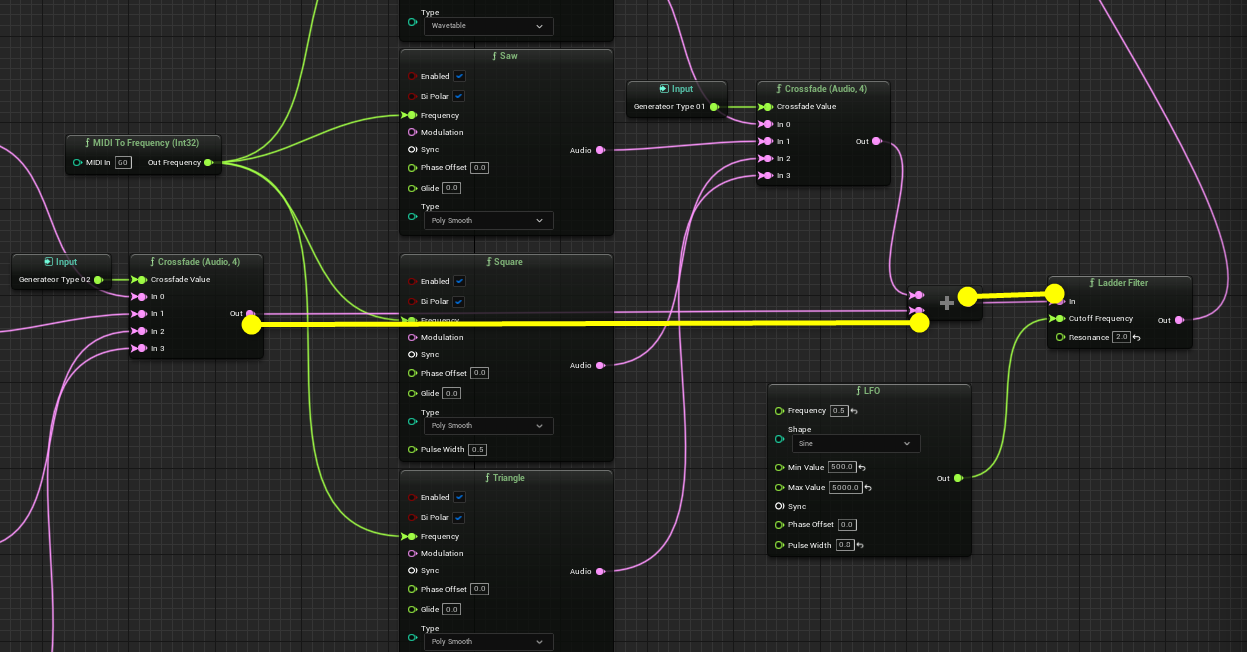 Type
Wavetable
ƒ Saw
Enabled
Bi Polar
Frequency
Modulation
Sync
Phase Offset 0.0
Glide 0.0
Type
Poly Smooth
Audio
Input
Generateor Type 01
ƒ Crossfade (Audio, 4)
Crossfade Value
In 0
In 1
In 2
In 3
Out
ƒ MIDI To Frequency (Int32)
MIDI In 60 Out Frequency
Input
Generateor Type 02
ƒ Crossfade (Audio, 4)
Crossfade Value
In 0
In 1
In 2
In 3
Out
ƒ Square
Enabled
Bi Polar
Frequency
Modulation
Sync
Phase Offset 0.0
Glide 0.0
Type
Poly Smooth
Pulse Width 0.5
Audio
+
ƒ Ladder Filter
In
Cutoff Frequency
Resonance 2.0
Out
ƒ LFO
Frequency 0.5
Shape
Sine
Min Value 500.0
Max Value 5000.0
Sync
Phase Offset 0.0
Pulse Width 0.0
Out
ƒ Triangle
Enabled
Bi Polar
Frequency
Modulation
Sync
Phase Offset 0.0
Glide 0.0
Type
Poly Smooth
Audio